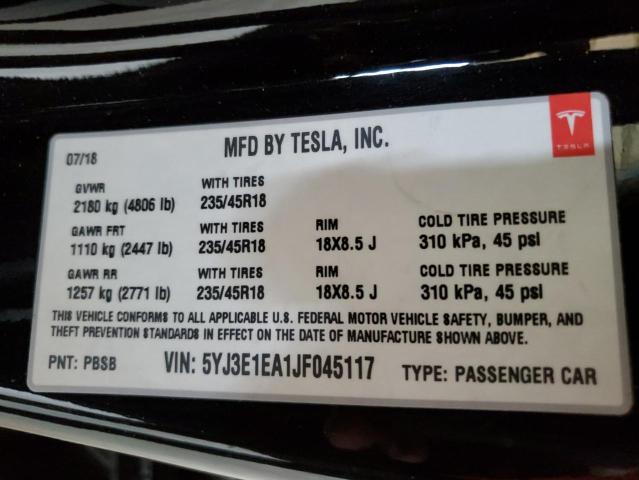 MFD BY TESLA, INC.
TESLA
07/18
GVWR WITH TIRES
2180 kg (4806 lb) 235/45R18
GAWR FRT WITH TIRES RIM COLD TIRE PRESSURE
1110 kg (2447 lb) 235/45R18 18X8.5 J 310 kPa, 45 psi
GAWR RR WITH TIRES RIM COLD TIRE PRESSURE
1257 kg (2771 lb) 235/45R18 18X8.5 J 310 kPa, 45 psi
THIS VEHICLE CONFORMS TO ALL APPLICABLE U.S. FEDERAL MOTOR VEHICLE SAFETY, BUMPER, AND
THEFT PREVENTION STANDARDS IN EFFECT ON THE DATE OF MANUFACTURE SHOWN ABOVE.
PNT: PBSB VIN: 5YJ3E1EA1JF045117 TYPE: PASSENGER CAR